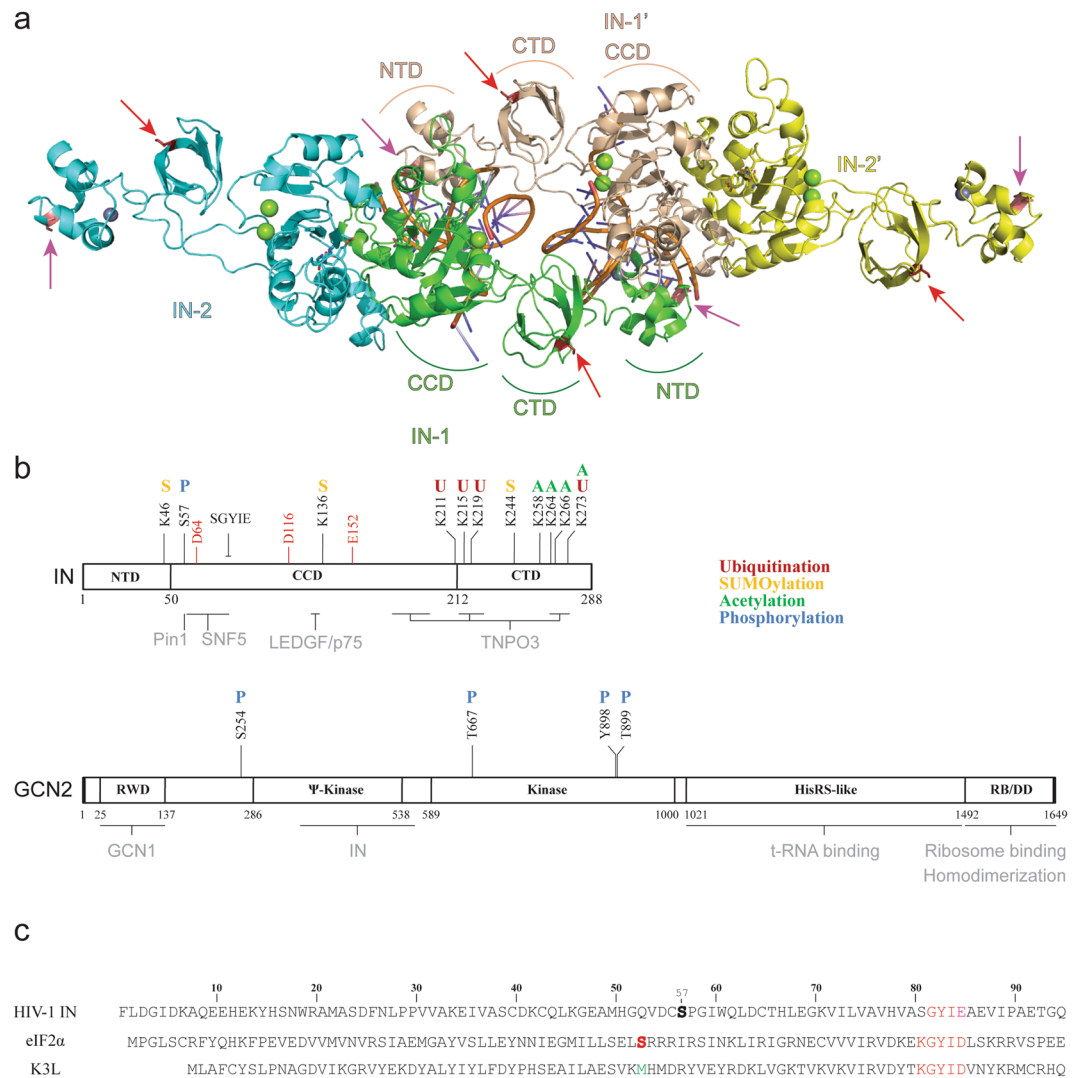 a
IN-1'
CTD
CCD
NTD
IN-2'
IN-2
CCD
NTD
CTD
IN-1
b
A
S P S U U U S A A A U
K46 S57 D64 SGYIE D116 K136 E152 K211 K215 K219 K244 K258 K264 K266 K273
IN NTD CCD CTD
1 50 212 288
Pin1 SNF5 LEDGF/p75 TNPO3
Ubiquitination
SUMOylation
Acetylation
Phosphorylation
P P P P
S254 T667 Y898 T899
GCN2 RWD Ψ-Kinase Kinase HisRS-like RB/DD
1 25 137 286 538 589 1000 1021 1492 1649
GCN1 IN t-RNA binding Ribosome binding
Homodimerization
c
10 20 30 40 50 57 60 70 80 90
HIV-1 IN FLDGIDKAQEEHEKYHSNWRAMASDFNLPPVVAKEIVASCDKCQLKGEAMHGQVDCSPGIWQLDCTHLEGKVILVAVHVASGYIEAEVIPAETGQ
eIF2α MPGLSCRFYQHKFPEVEDVVMVNVRSIAEMGAYVSLLEYNNIEGMILLSELSRRRIRSINKLIRIGRNECVVVIRVDKEKGYIDLSKRRVSPEE
K3L MLAFCYSLPNAGDVIKGRVYEKDYALYIYLFDYPHSEAILAESVKMHMDRYVEYRDKLVGKTVKVKVIRVDYTKGYIDVNYKRMCRHQ